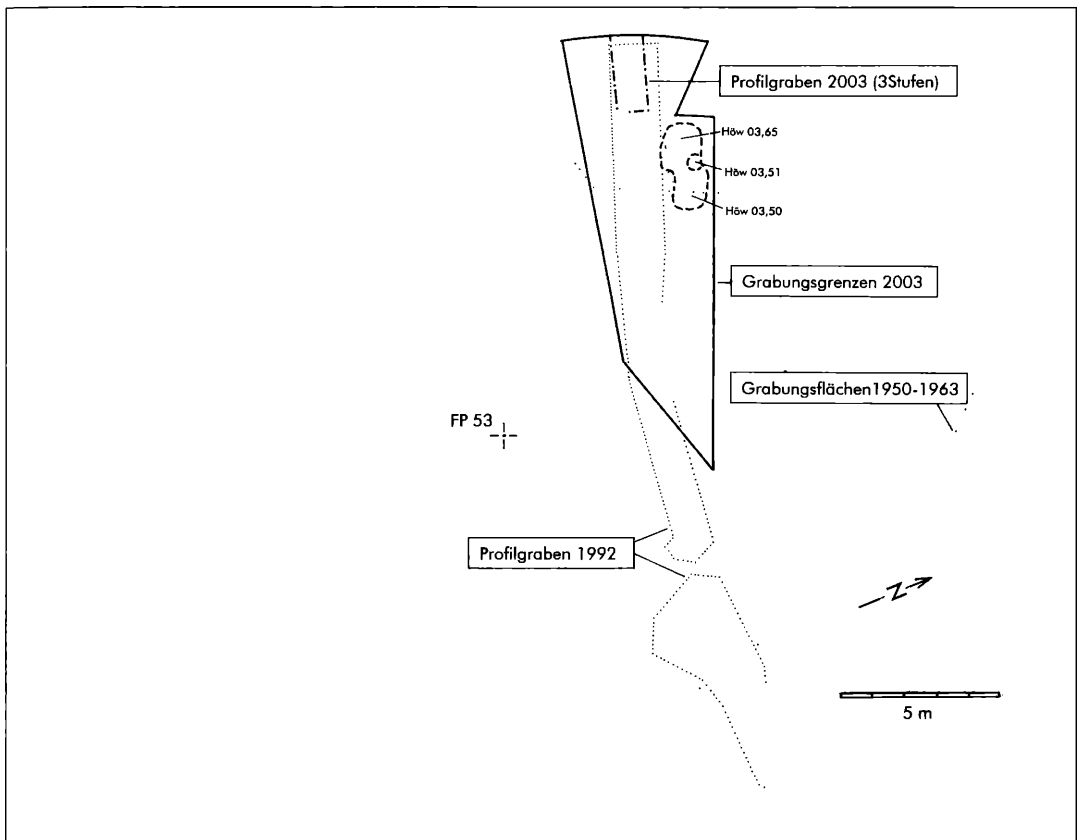 Profilgraben 2003 (3Stufen)
Höw 03,65
Höw 03,51
Höw 03,50
Grabungsgrenzen 2003
Grabungsflächen1950-1963
FP 53
Profilgraben 1992
N
5 m